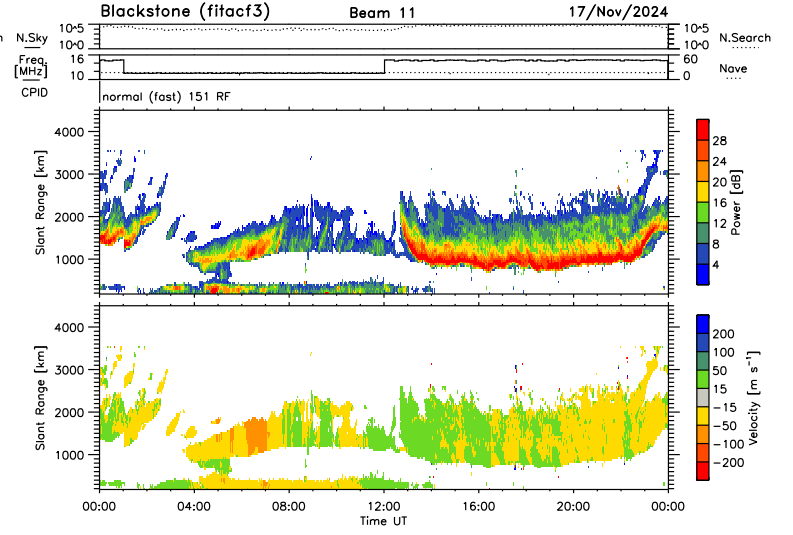 Blackstone (fitacf3) Beam 11 17/Nov/2024
n N.Sky 10^5 10^0 10^5 10^0 N.Search
Freq. [MHz] 16 10 60 0 Nave
CPID normal (fast) 151 RF
4000
3000
2000
1000
Slant Range [km]
28
24
20
16
12
8
4
Power [dB]
4000
3000
2000
1000
Slant Range [km]
200
100
50
15
-15
-50
-100
-200
Velocity [m s⁻¹]
00:00 04:00 08:00 12:00 16:00 20:00 00:00
Time UT